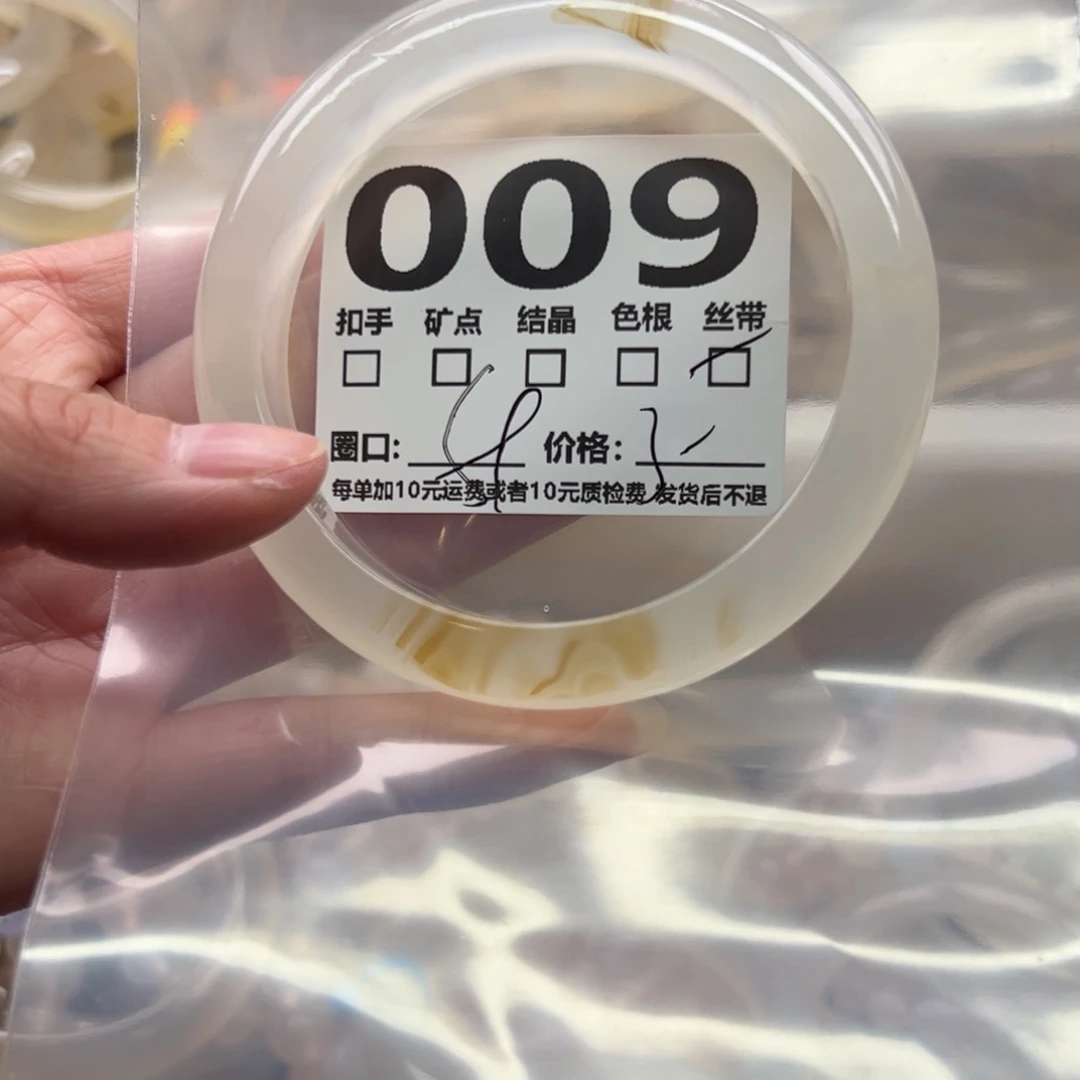 009
扣手 矿点 结晶 色根 丝带
圈口: 价格:
每单加10元运费或者10元质检费 发货后不退